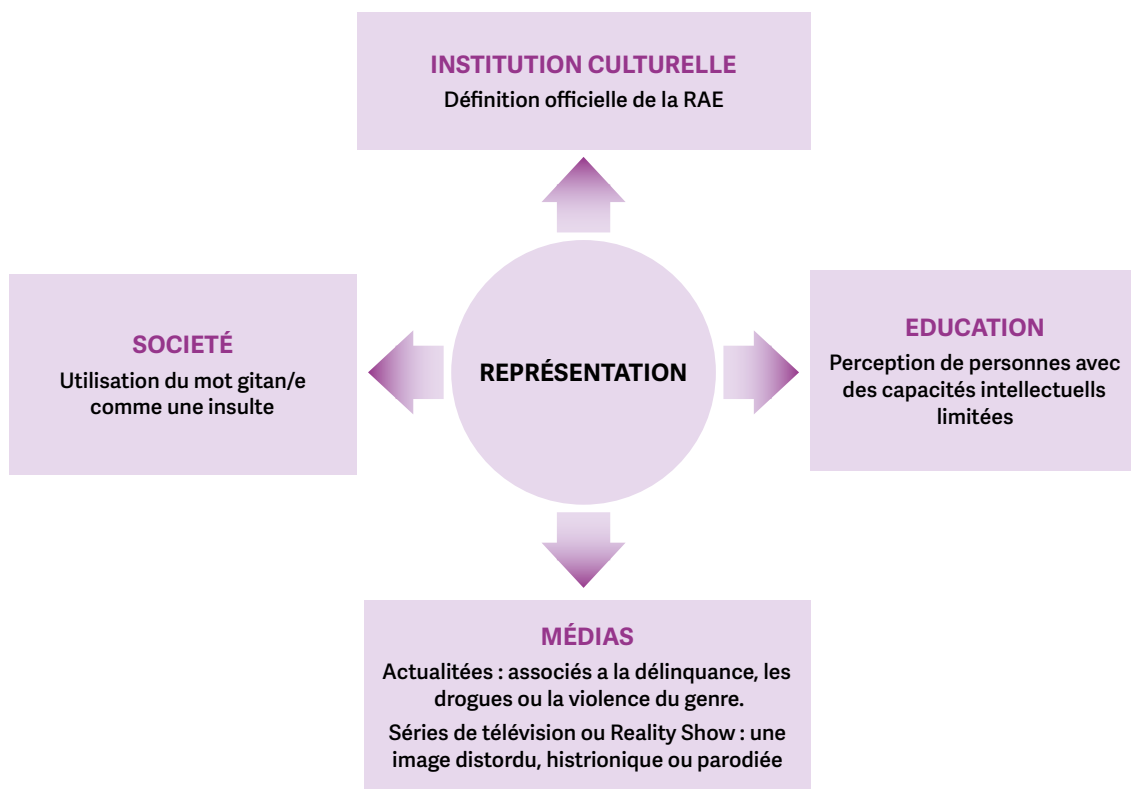 INSTITUTION CULTURELLE
Définition officielle de la RAE
SOCIETÉ
Utilisation du mot gitan/e
comme une insulte
REPRÉSENTATION
EDUCATION
Perception de personnes avec
des capacités intellectuells
limitées
MÉDIAS
Actualitées : associés a la délinquance, les
drogues ou la violence du genre.
Séries de télévision ou Reality Show : une
image distordu, histrionique ou parodiée